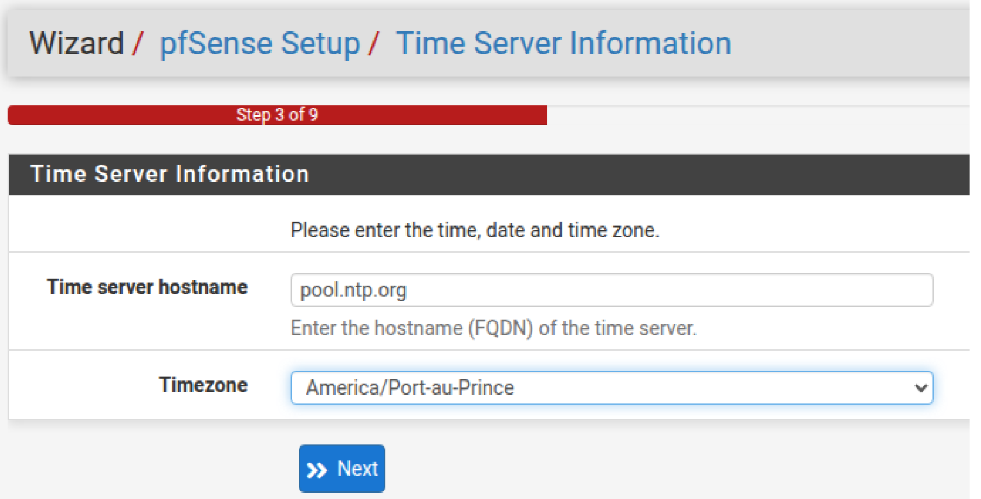 Wizard / pfSense Setup / Time Server Information
Step 3 of 9
Time Server Information
Please enter the time, date and time zone.
Time server hostname
pool.ntp.org
Enter the hostname (FQDN) of the time server.
Timezone
America/Port-au-Prince
Next